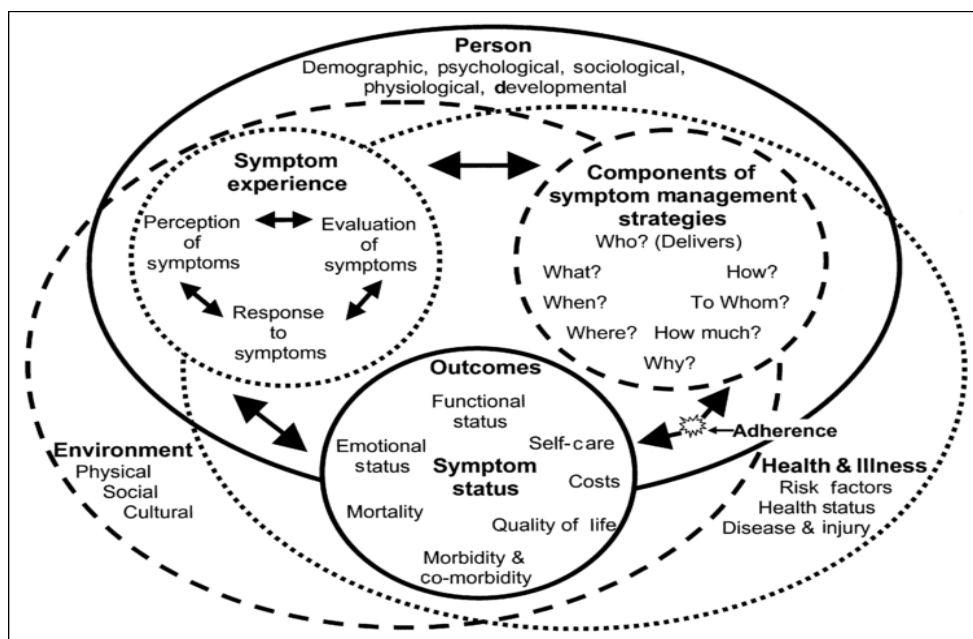 Person
Demographic, psychological, sociological,
physiological, developmental
Symptom
experience
Perception
of
symptoms
Evaluation
of
symptoms
Response
to
symptoms
Components of
symptom management
strategies
Who? (Delivers)
What?
How?
When?
To Whom?
Where?
How much?
Why?
Outcomes
Functional
status
Emotional
status
Self-care
Symptom
status
Costs
Mortality
Quality of life
Morbidity &
co-morbidity
Adherence
Environment
Physical
Social
Cultural
Health & Illness
Risk factors
Health status
Disease & injury